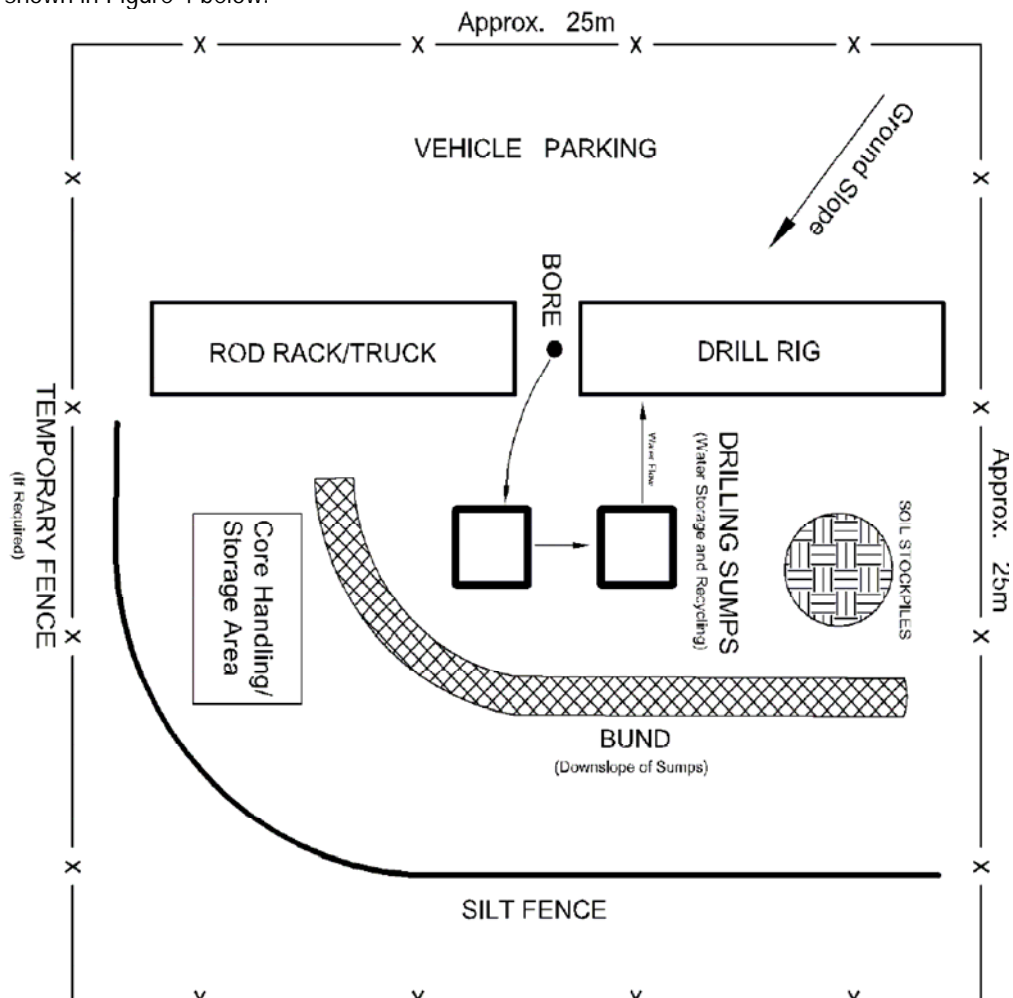 shown in Figure 4 below.
Approx. 25m
X X X X
Ground Slope
VEHICLE PARKING
X X
BORE
ROD RACK/TRUCK
DRILL RIG
X X
TEMPORARY FENCE
(If Required)
Water Flow
DRILLING SUMPS
(Water Storage and Recycling)
SOIL STOCKPILES
Approx. 25m
Core Handling/
Storage Area
X X
BUND
(Downslope of Sumps)
X X
SILT FENCE
X X X X